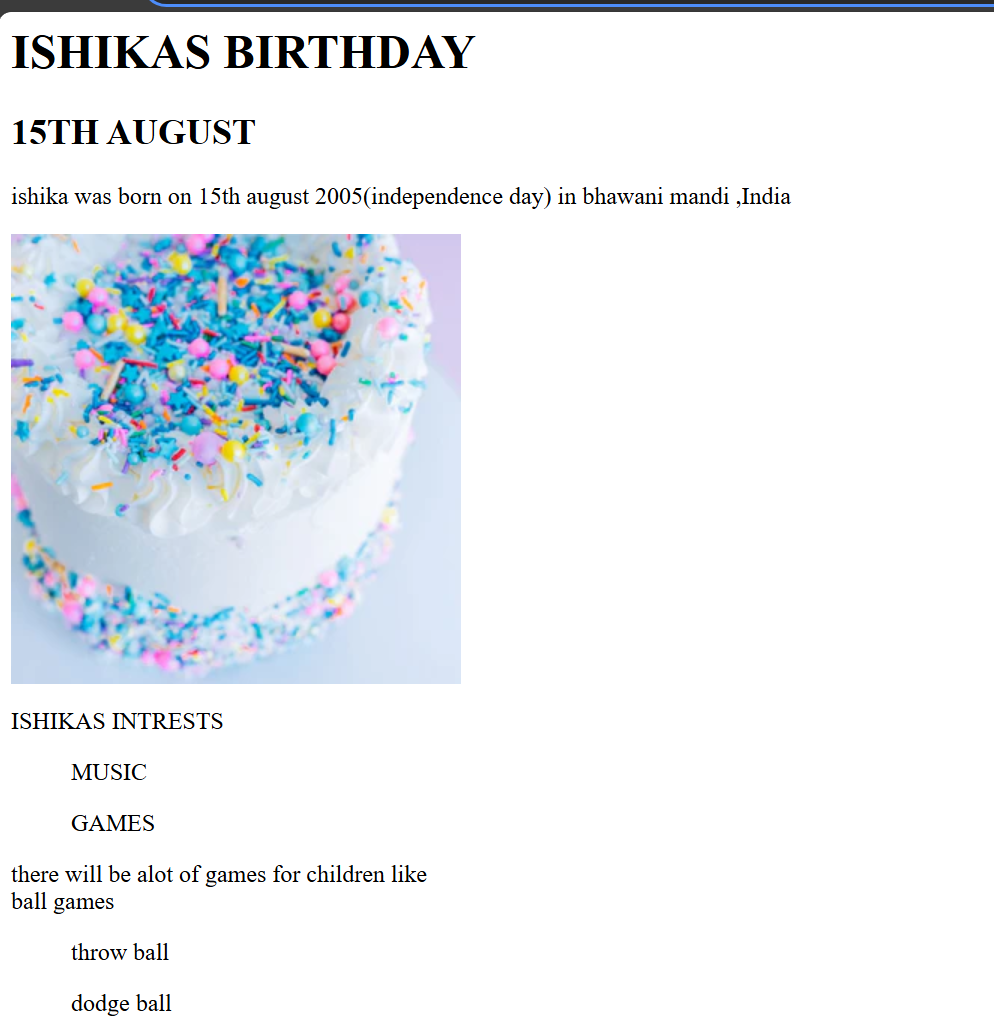 ISHIKAS BIRTHDAY
15TH AUGUST
ishika was born on 15th august 2005(independence day) in bhawani mandi ,India
ISHIKAS INTRESTS
MUSIC
GAMES
there will be alot of games for children like
ball games
throw ball
dodge ball